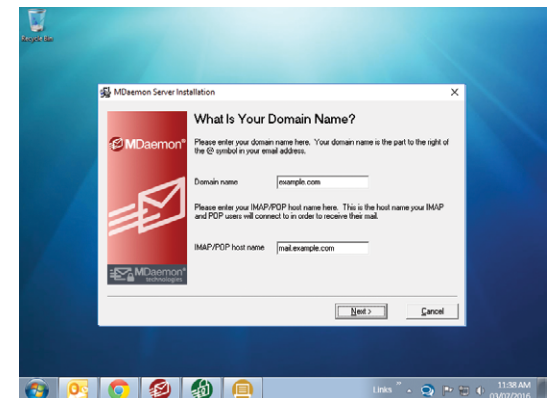 Recycle Bin
MDaemon Server Installation
What Is Your Domain Name?
MDaemon®
Please enter your domain name here. Your domain name is the part to the right of
the @ symbol in your email address.
Domain name
example.com
Please enter your IMAP/POP host name here. This is the host name your IMAP
and POP users will connect to in order to receive their mail.
IMAP/POP host name
mail.example.com
MDaemon®
technologies
Next >
Cancel
Links
11:38 AM
03/02/2016